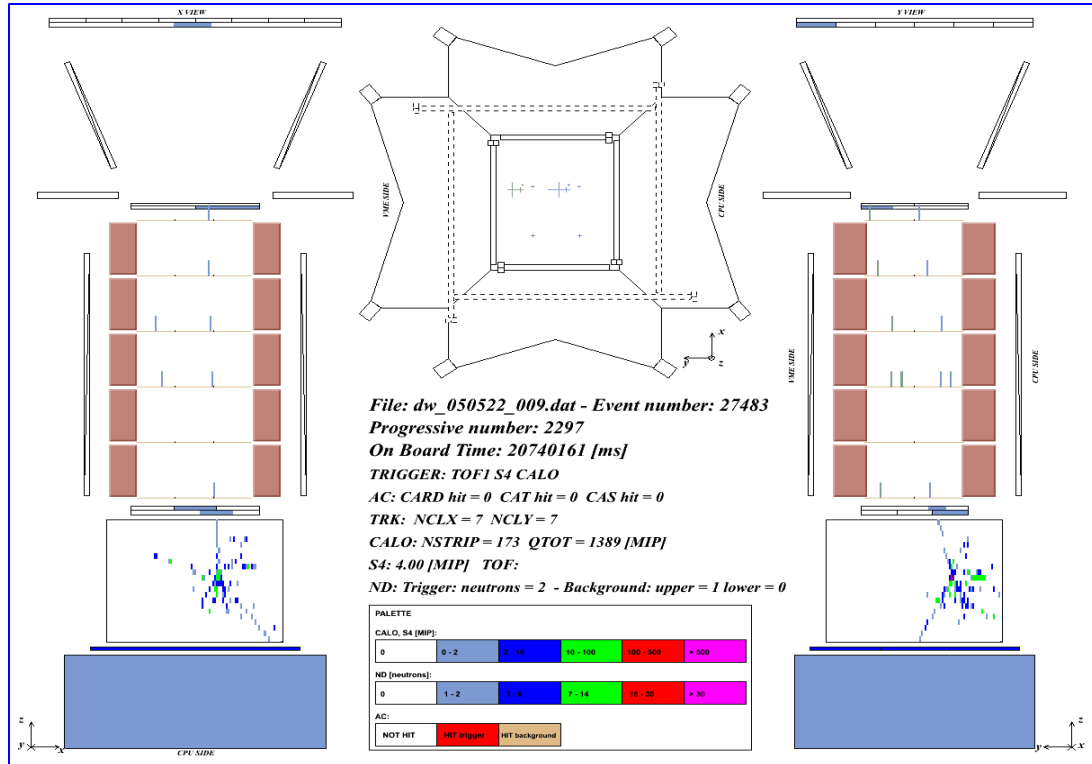 X VIEW
Y VIEW
VME SIDE
CPU SIDE
x
y
z
VME SIDE
CPU SIDE
File: dw_050522_009.dat - Event number: 27483
Progressive number: 2297
On Board Time: 20740161 [ms]
TRIGGER: TOF1 S4 CALO
AC: CARD hit = 0 CAT hit = 0 CAS hit = 0
TRK: NCLX = 7 NCLY = 7
CALO: NSTRIP = 173 QTOT = 1389 [MIP]
S4: 4.00 [MIP] TOF:
ND: Trigger: neutrons = 2 - Background: upper = 1 lower = 0
PALETTE
CALO, S4 [MIP]:
0 0 - 2 2 - 10 10 - 100 100 - 500 > 500
ND [neutrons]:
0 1 - 2 7 - 14 15 - 30 > 30
AC:
NOT HIT HIT trigger HIT background
z
y x
CPU SIDE
z
y x